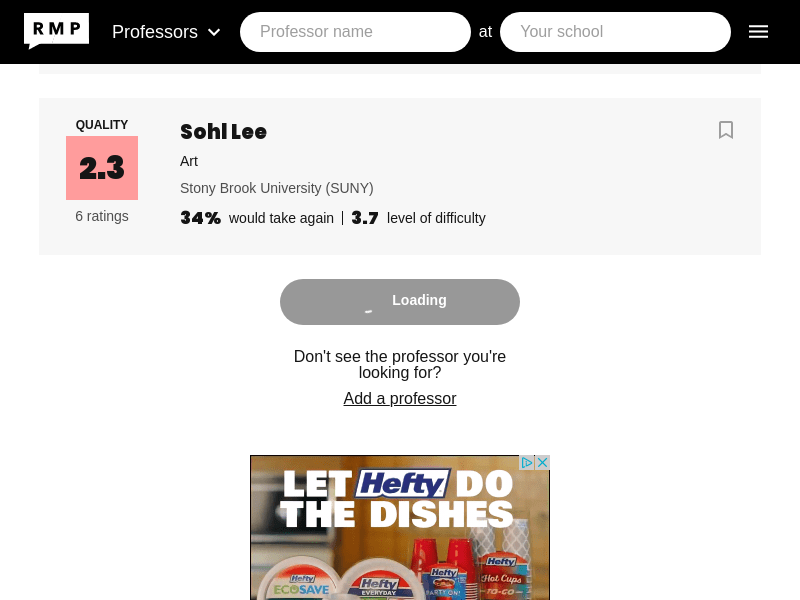 RMP
Professors
Professor name
at
Your school
QUALITY
2.3
6 ratings
Sohl Lee
Art
Stony Brook University (SUNY)
34% would take again
3.7 level of difficulty
Loading
Don't see the professor you're
looking for?
Add a professor
LET Hefty DO
THE DISHES
Hefty
ECOSAVE
Hefty
EVERYDAY
Hefty
PARTY ON!
Hefty
Hot Cups
TO-GO